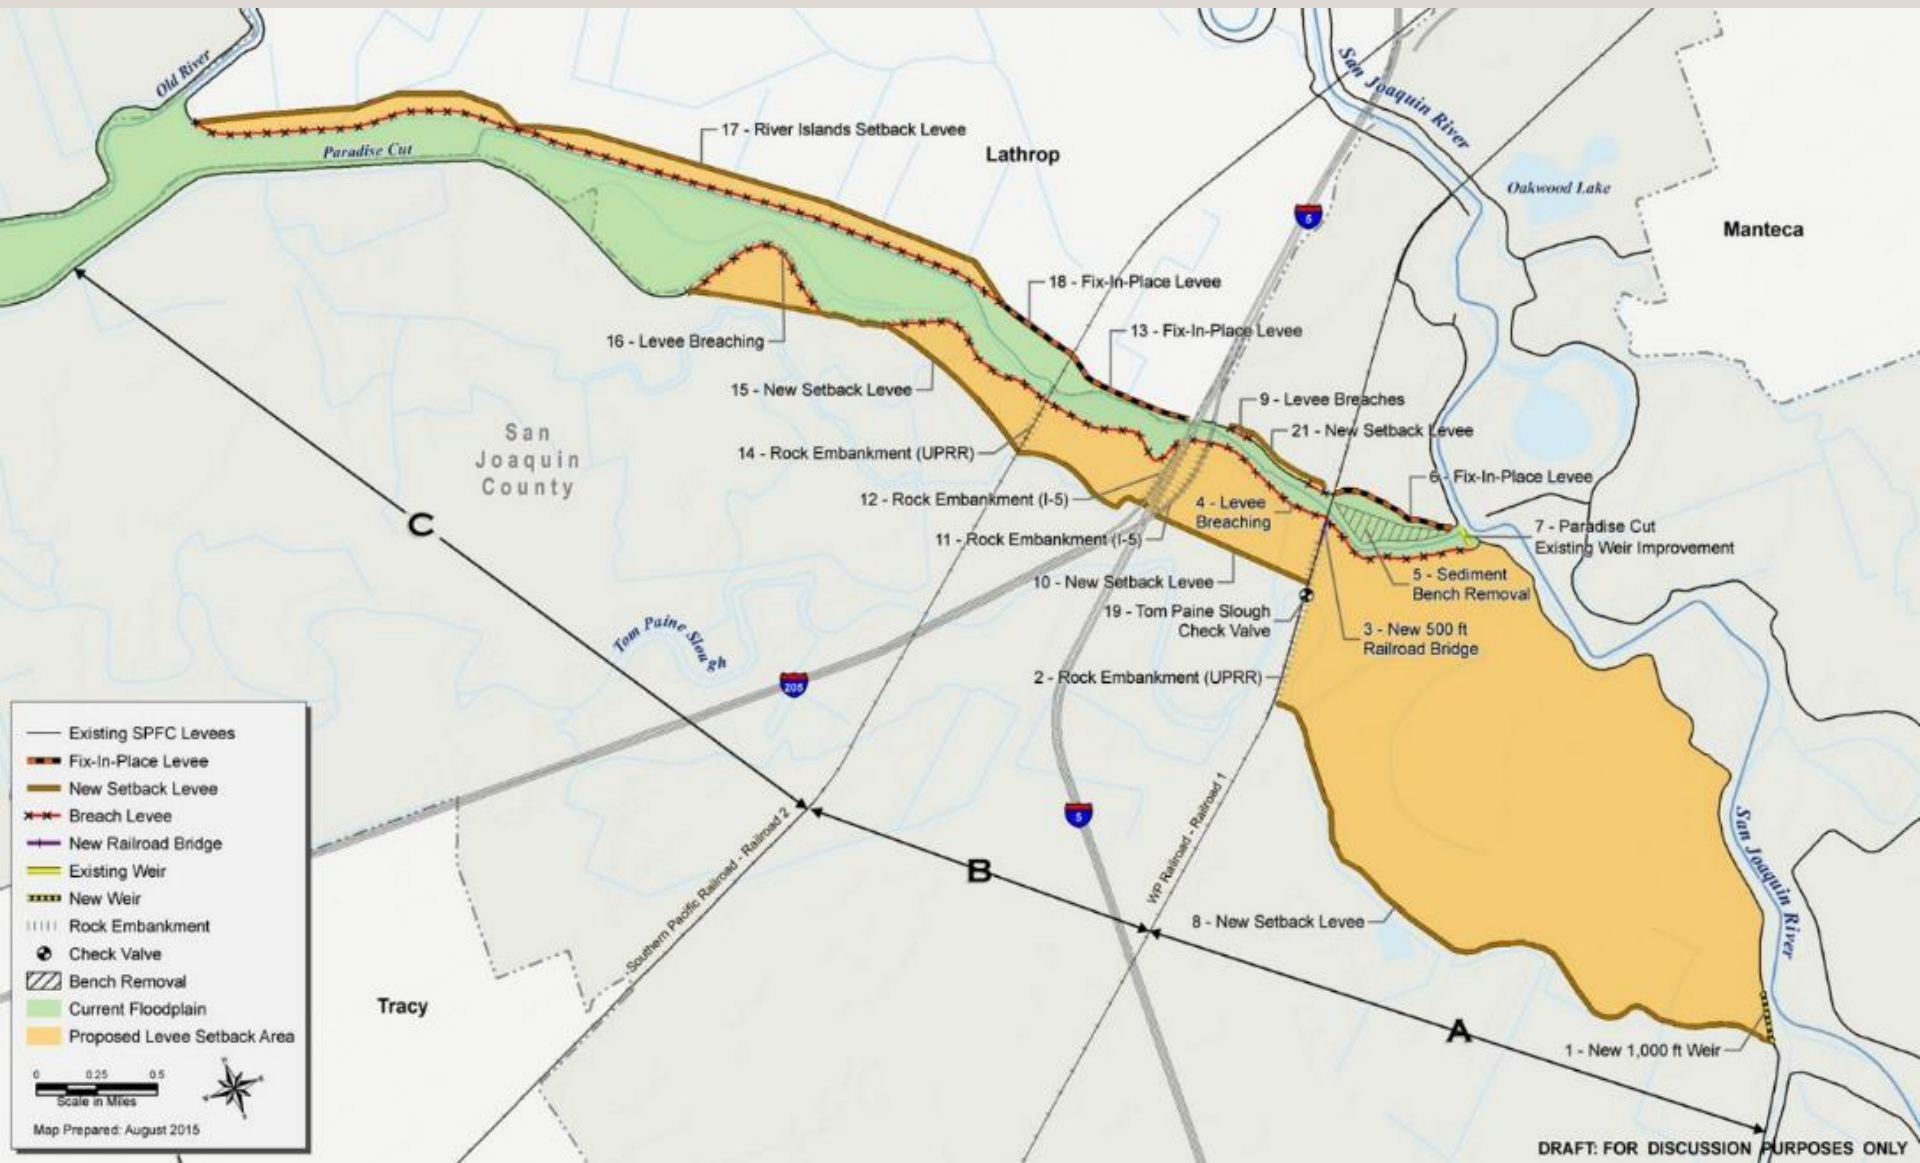 Old River
San Joaquin River
17 - River Islands Setback Levee
Paradise Cut
Lathrop
Oakwood Lake
5
Manteca
18 - Fix-In-Place Levee
13 - Fix-In-Place Levee
16 - Levee Breaching
15 - New Setback Levee
9 - Levee Breaches
21 - New Setback Levee
San
Joaquin
County
14 - Rock Embankment (UPRR)
6 - Fix-In-Place Levee
12 - Rock Embankment (I-5)
4 - Levee
Breaching
7 - Paradise Cut
Existing Weir Improvement
C
11 - Rock Embankment (I-5)
10 - New Setback Levee
5 - Sediment
Bench Removal
19 - Tom Paine Slough
Check Valve
3 - New 500 ft
Railroad Bridge
Tom Paine Slough
2 - Rock Embankment (UPRR)
205
5
Southern Pacific Railroad - Railroad 2
WP Railroad - Railroad 1
San Joaquin River
B
8 - New Setback Levee
Tracy
A
1 - New 1,000 ft Weir
Existing SPFC Levees
Fix-In-Place Levee
New Setback Levee
Breach Levee
New Railroad Bridge
Existing Weir
New Weir
Rock Embankment
Check Valve
Bench Removal
Current Floodplain
Proposed Levee Setback Area
0 0.25 0.5
Scale in Miles
Map Prepared: August 2015
DRAFT: FOR DISCUSSION PURPOSES ONLY